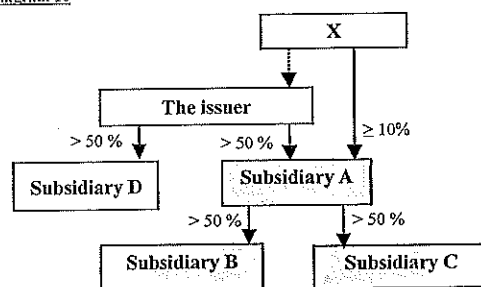 X
The issuer
> 50 %
> 50 %
≥ 10%
Subsidiary D
Subsidiary A
> 50 %
> 50 %
Subsidiary B
Subsidiary C